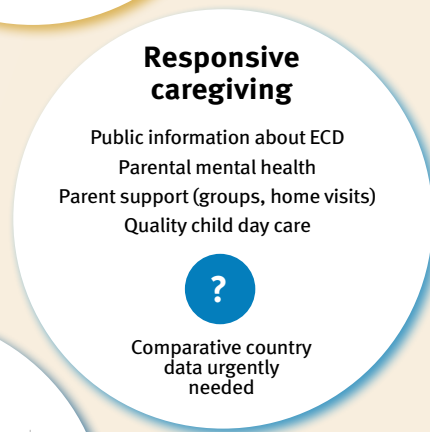 Responsive
caregiving
Public information about ECD
Parental mental health
Parent support (groups, home visits)
Quality child day care
?
Comparative country
data urgently
needed